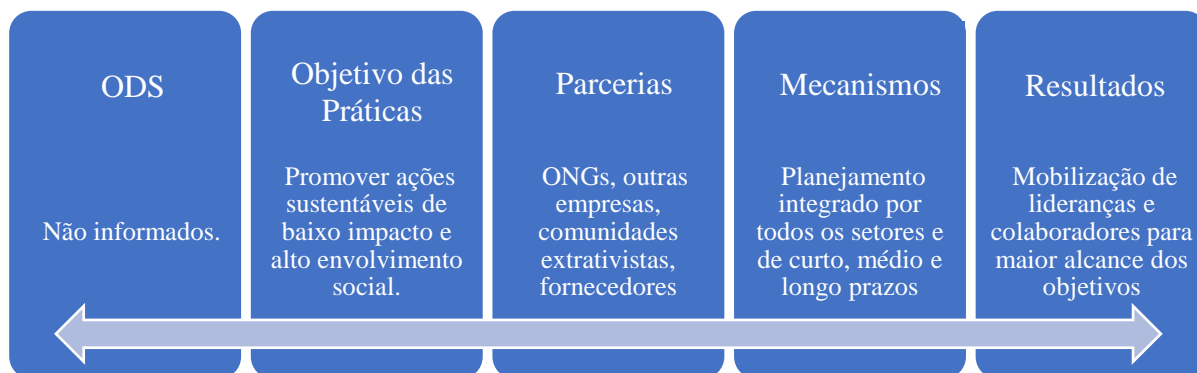 ODS
Não informados.
Objetivo das
Práticas
Promover ações
sustentáveis de
baixo impacto e
alto envolvimento
social.
Parcerias
ONGs, outras
empresas,
comunidades
extrativistas,
fornecedores
Mecanismos
Planejamento
integrado por
todos os setores e
de curto, médio e
longo prazos
Resultados
Mobilização de
lideranças e
colaboradores para
maior alcance dos
objetivos